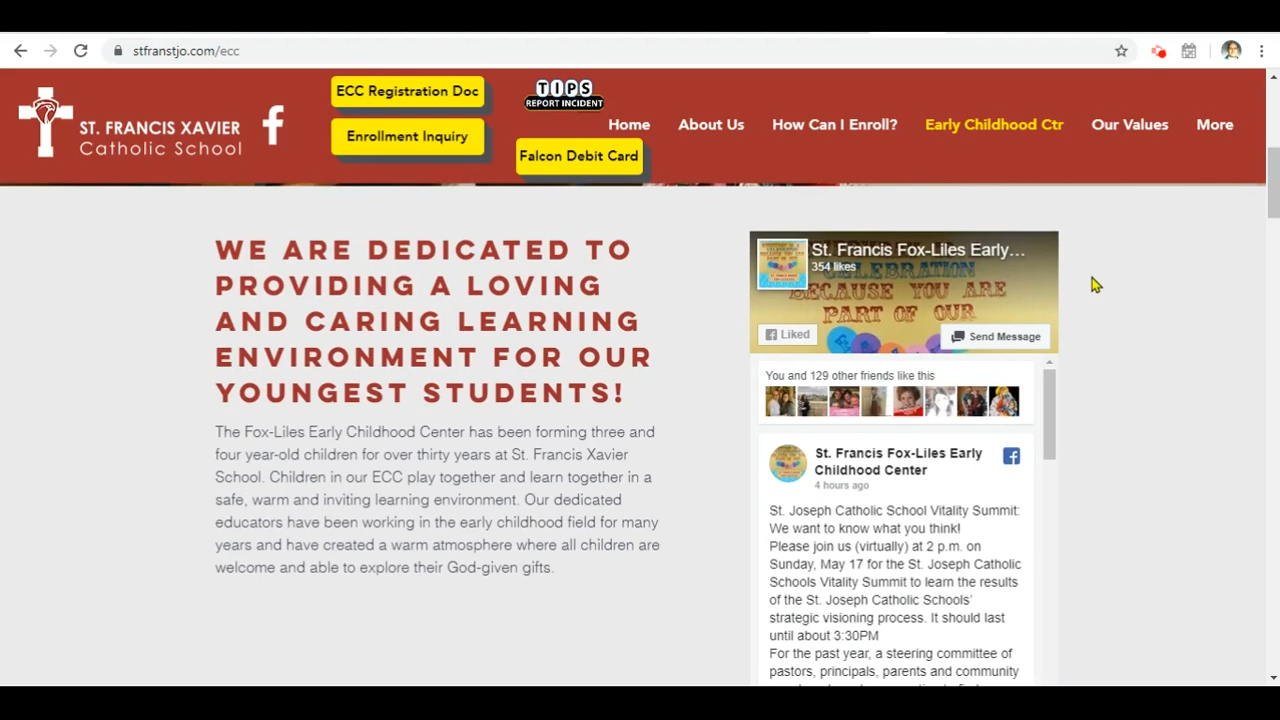 stfranstjo.com/ecc
ECC Registration Doc
TIPS
REPORT INCIDENT
ST. FRANCIS XAVIER
Catholic School
f
Enrollment Inquiry
Falcon Debit Card
Home
About Us
How Can I Enroll?
Early Childhood Ctr
Our Values
More
WE ARE DEDICATED TO
PROVIDING A LOVING
AND CARING LEARNING
ENVIRONMENT FOR OUR
YOUNGEST STUDENTS!
The Fox-Liles Early Childhood Center has been forming three and
four year-old children for over thirty years at St. Francis Xavier
School. Children in our ECC play together and learn together in a
safe, warm and inviting learning environment. Our dedicated
educators have been working in the early childhood field for many
years and have created a warm atmosphere where all children are
welcome and able to explore their God-given gifts.
St. Francis Fox-Liles Early...
354 likes
CELEBRATION
BECAUSE YOU ARE
PART OF OUR
Liked
Send Message
You and 129 other friends like this
St. Francis Fox-Liles Early
Childhood Center
4 hours ago
St. Joseph Catholic School Vitality Summit:
We want to know what you think!
Please join us (virtually) at 2 p.m. on
Sunday, May 17 for the St. Joseph Catholic
Schools Vitality Summit to learn the results
of the St. Joseph Catholic Schools'
strategic visioning process. It should last
until about 3:30PM
For the past year, a steering committee of
pastors, principals, parents and community